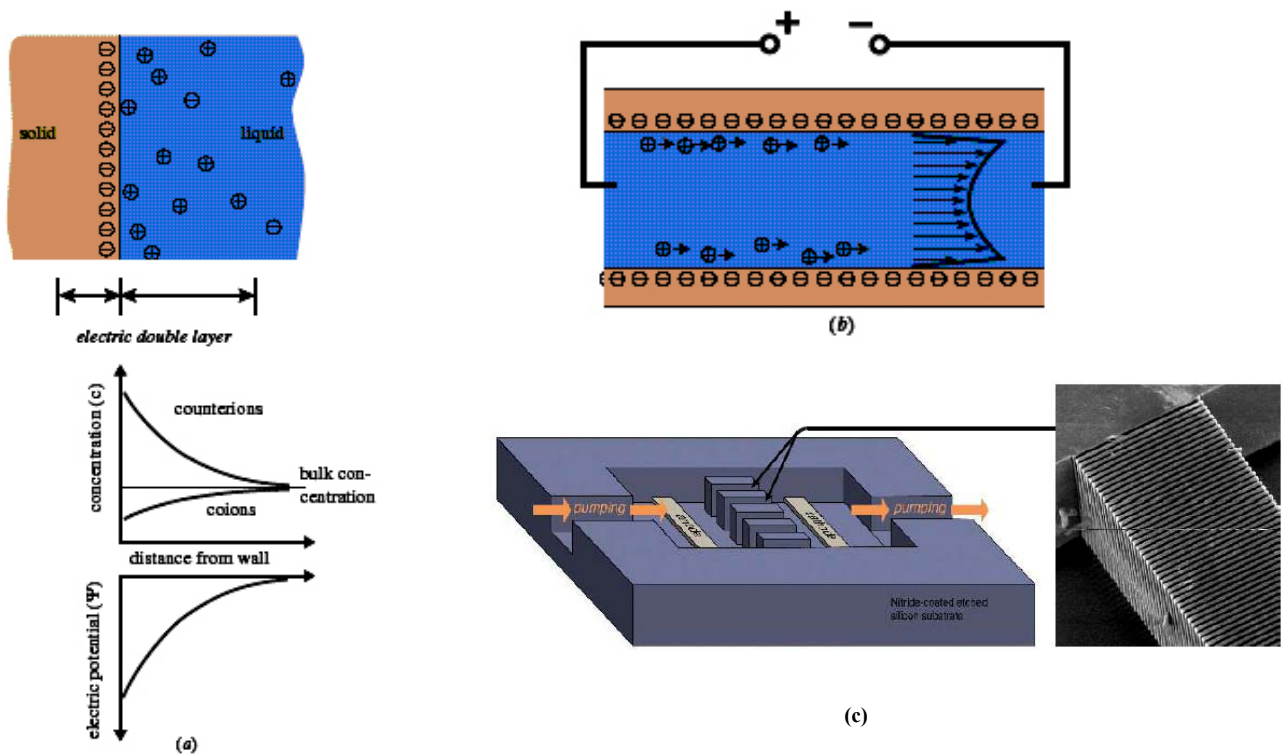 solid
liquid
electric double layer
concentration (c)
counterions
bulk con-
centration
coions
distance from wall
electric potential (Ψ)
(a)
+ −
(b)
pumping
anode
cathode
pumping
Nitride-coated etched
silicon substrate
(c)